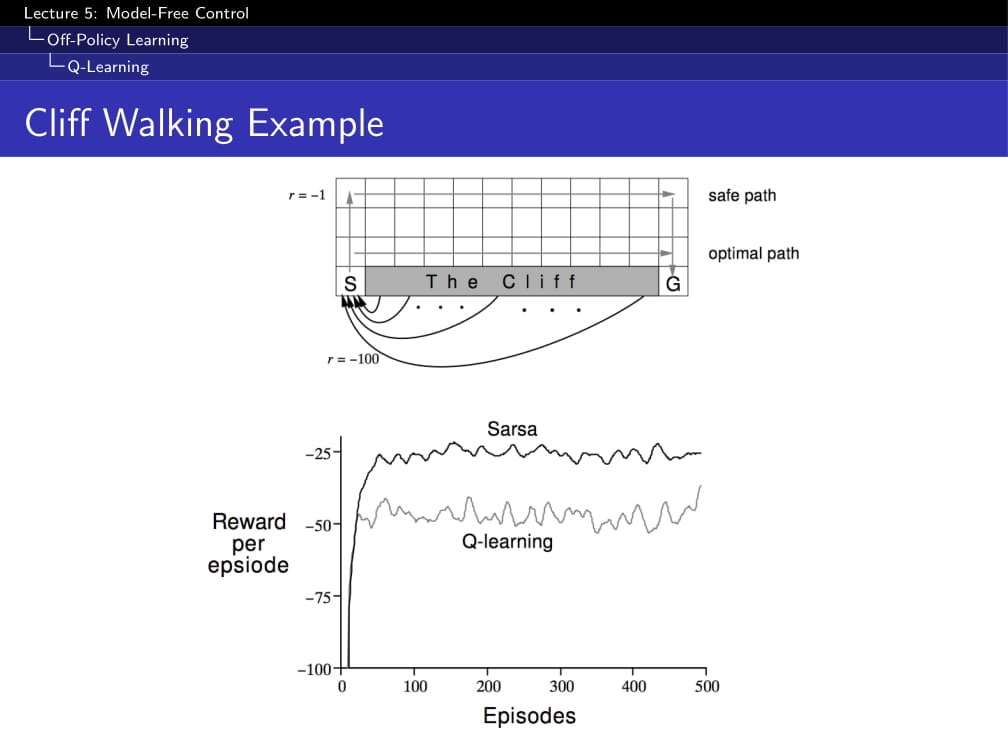 Lecture 5: Model-Free Control
Off-Policy Learning
Q-Learning
Cliff Walking Example
r = −1
safe path
optimal path
S
The Cliff
G
. . .
. . .
r = −100
Sarsa
−25
Reward
per
epsiode
−50
Q-learning
−75
−100
0 100 200 300 400 500
Episodes